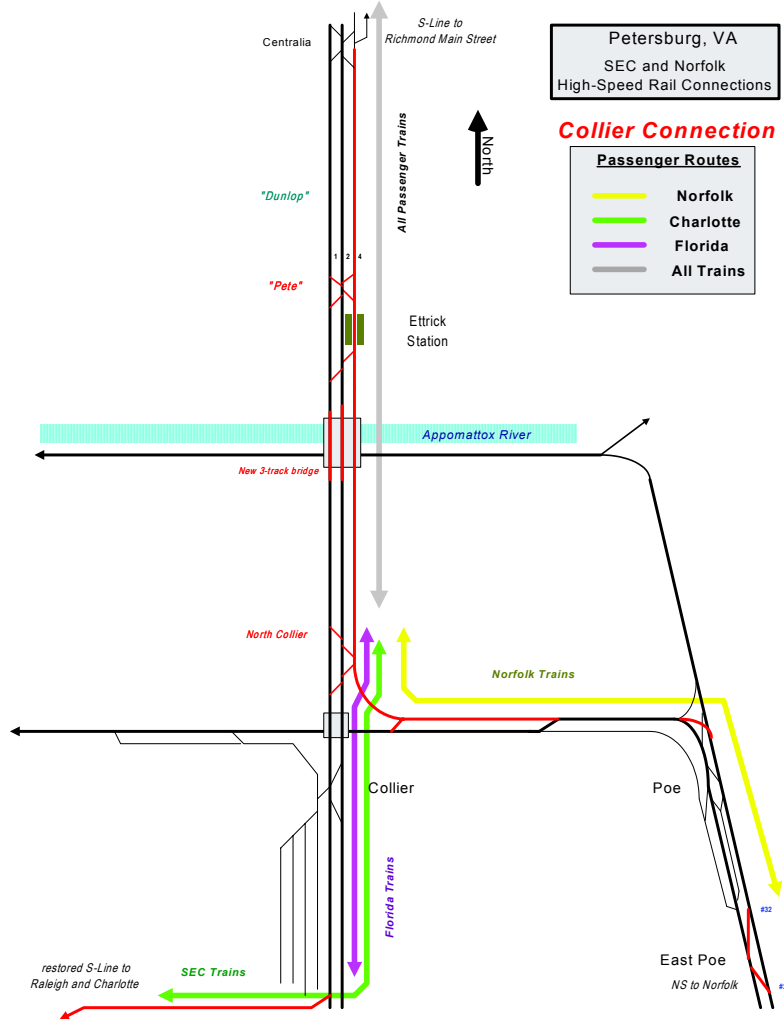 S-Line to
Richmond Main Street
Centralia
Petersburg, VA
SEC and Norfolk
High-Speed Rail Connections
Collier Connection
North
Passenger Routes
Norfolk
Charlotte
Florida
All Trains
All Passenger Trains
"Dunlop"
1
2
4
"Pete"
Ettrick
Station
Appomattox River
New 3-track bridge
North Collier
Norfolk Trains
Collier
Poe
Florida Trains
#32
East Poe
NS to Norfolk
restored S-Line to
Raleigh and Charlotte
SEC Trains